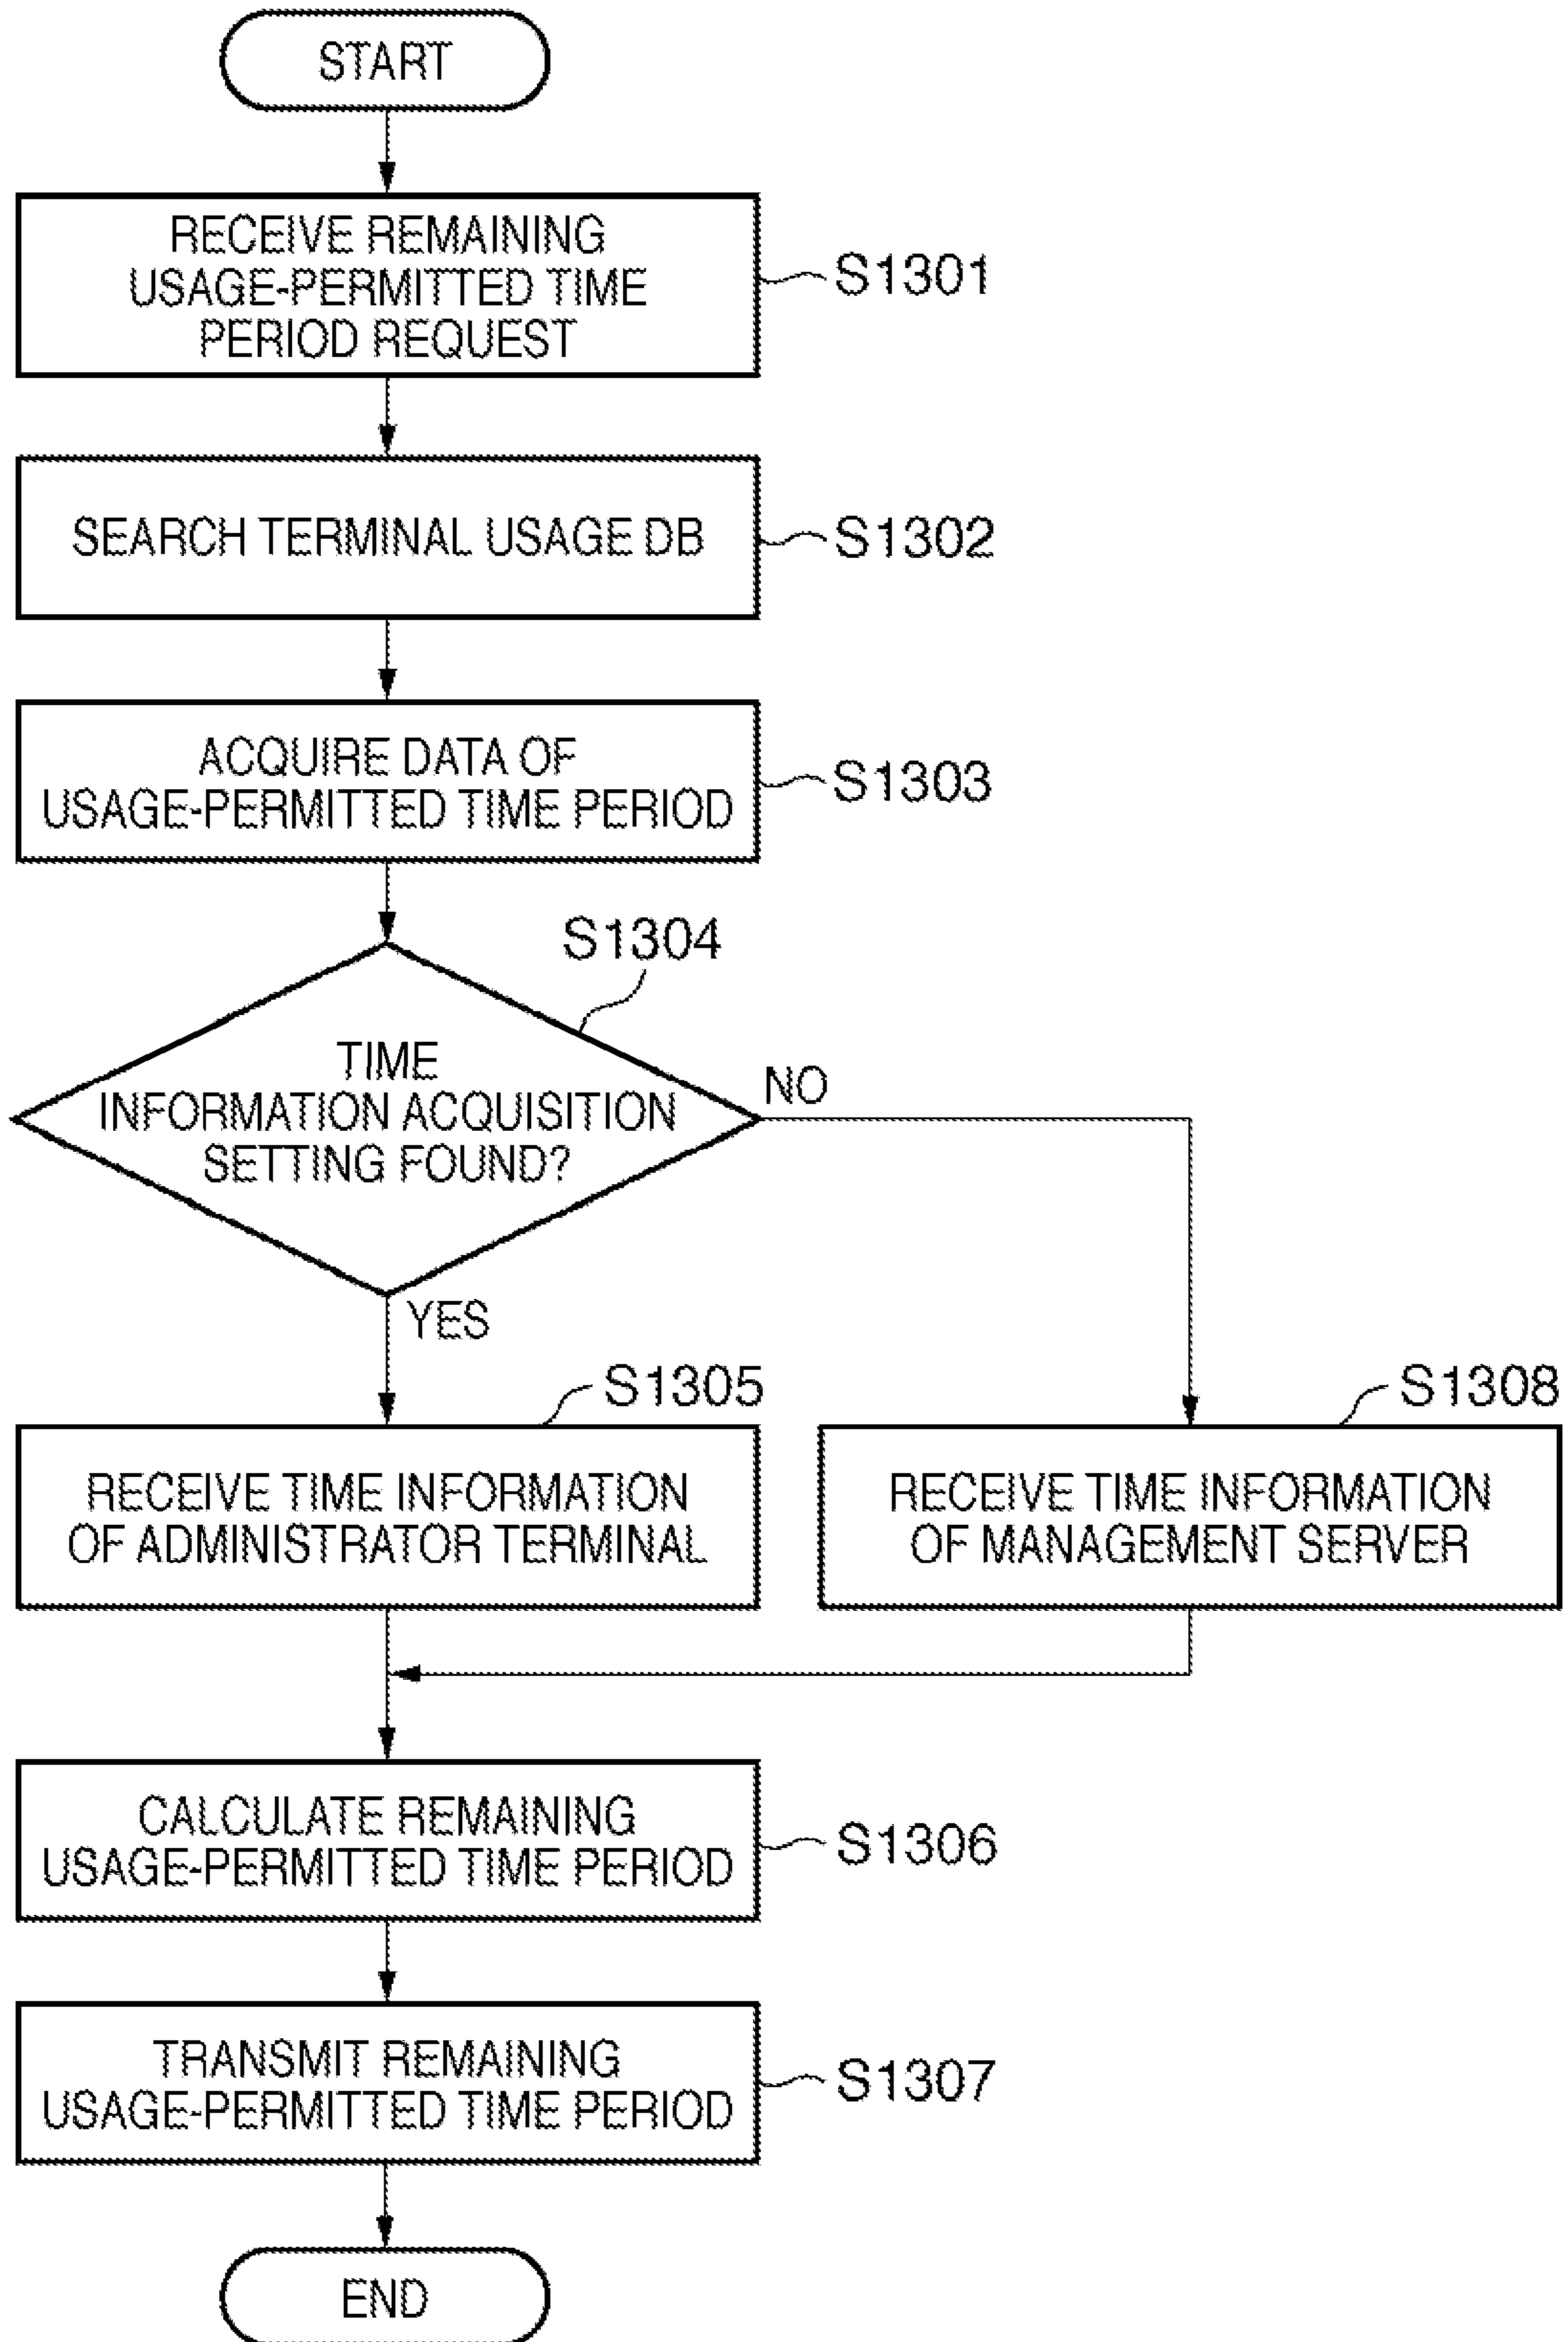 START
RECEIVE REMAINING
USAGE-PERMITTED TIME
PERIOD REQUEST
S1301
SEARCH TERMINAL USAGE DB
S1302
ACQUIRE DATA OF
USAGE-PERMITTED TIME PERIOD
S1303
S1304
TIME
INFORMATION ACQUISITION
SETTING FOUND?
NO
YES
S1305
RECEIVE TIME INFORMATION
OF ADMINISTRATOR TERMINAL
S1308
RECEIVE TIME INFORMATION
OF MANAGEMENT SERVER
CALCULATE REMAINING
USAGE-PERMITTED TIME PERIOD
S1306
TRANSMIT REMAINING
USAGE-PERMITTED TIME PERIOD
S1307
END